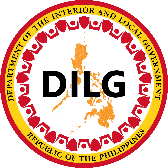 DEPARTMENT OF THE INTERIOR AND LOCAL GOVERNMENT
DILG
REPUBLIC OF THE PHILIPPINES